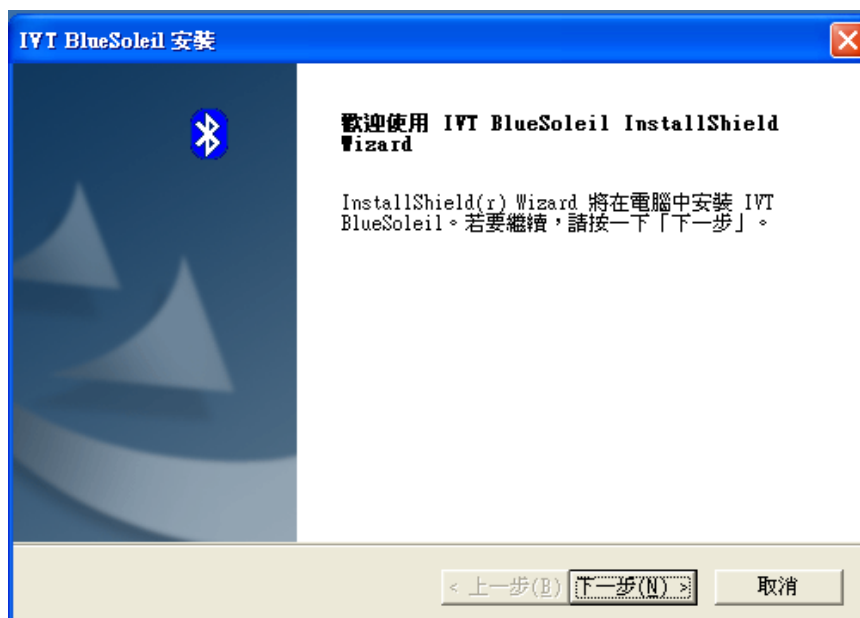 IVT BlueSoleil 安裝
歡迎使用 IVT BlueSoleil InstallShield
Wizard
InstallShield(r) Wizard 將在電腦中安裝 IVT
BlueSoleil。若要繼續，請按一下「下一步」。
< 上一步(B) 下一步(N) > 取消